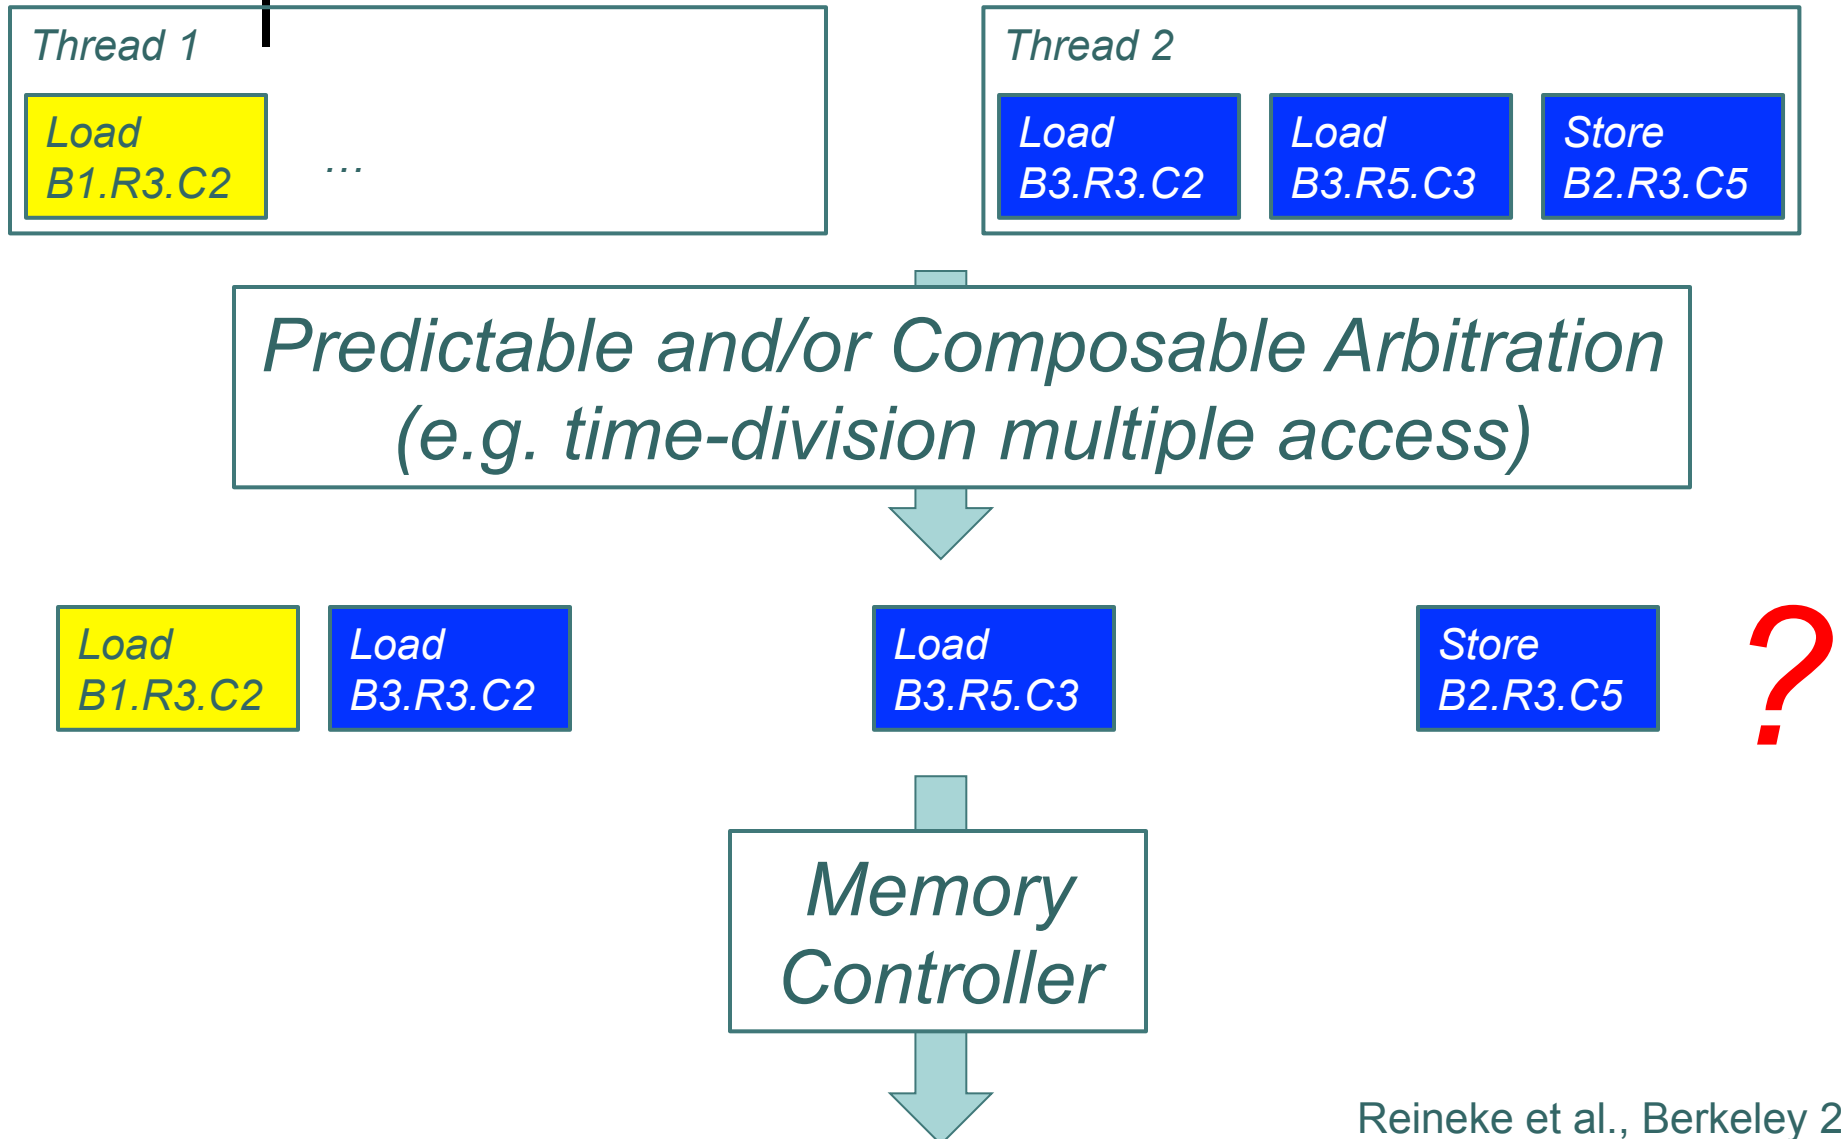 Thread 1
Load
B1.R3.C2
...
Thread 2
Load
B3.R3.C2
Load
B3.R5.C3
Store
B2.R3.C5
Predictable and/or Composable Arbitration
(e.g. time-division multiple access)
Load
B1.R3.C2
Load
B3.R3.C2
Load
B3.R5.C3
Store
B2.R3.C5
?
Memory
Controller
Reineke et al., Berkeley 2